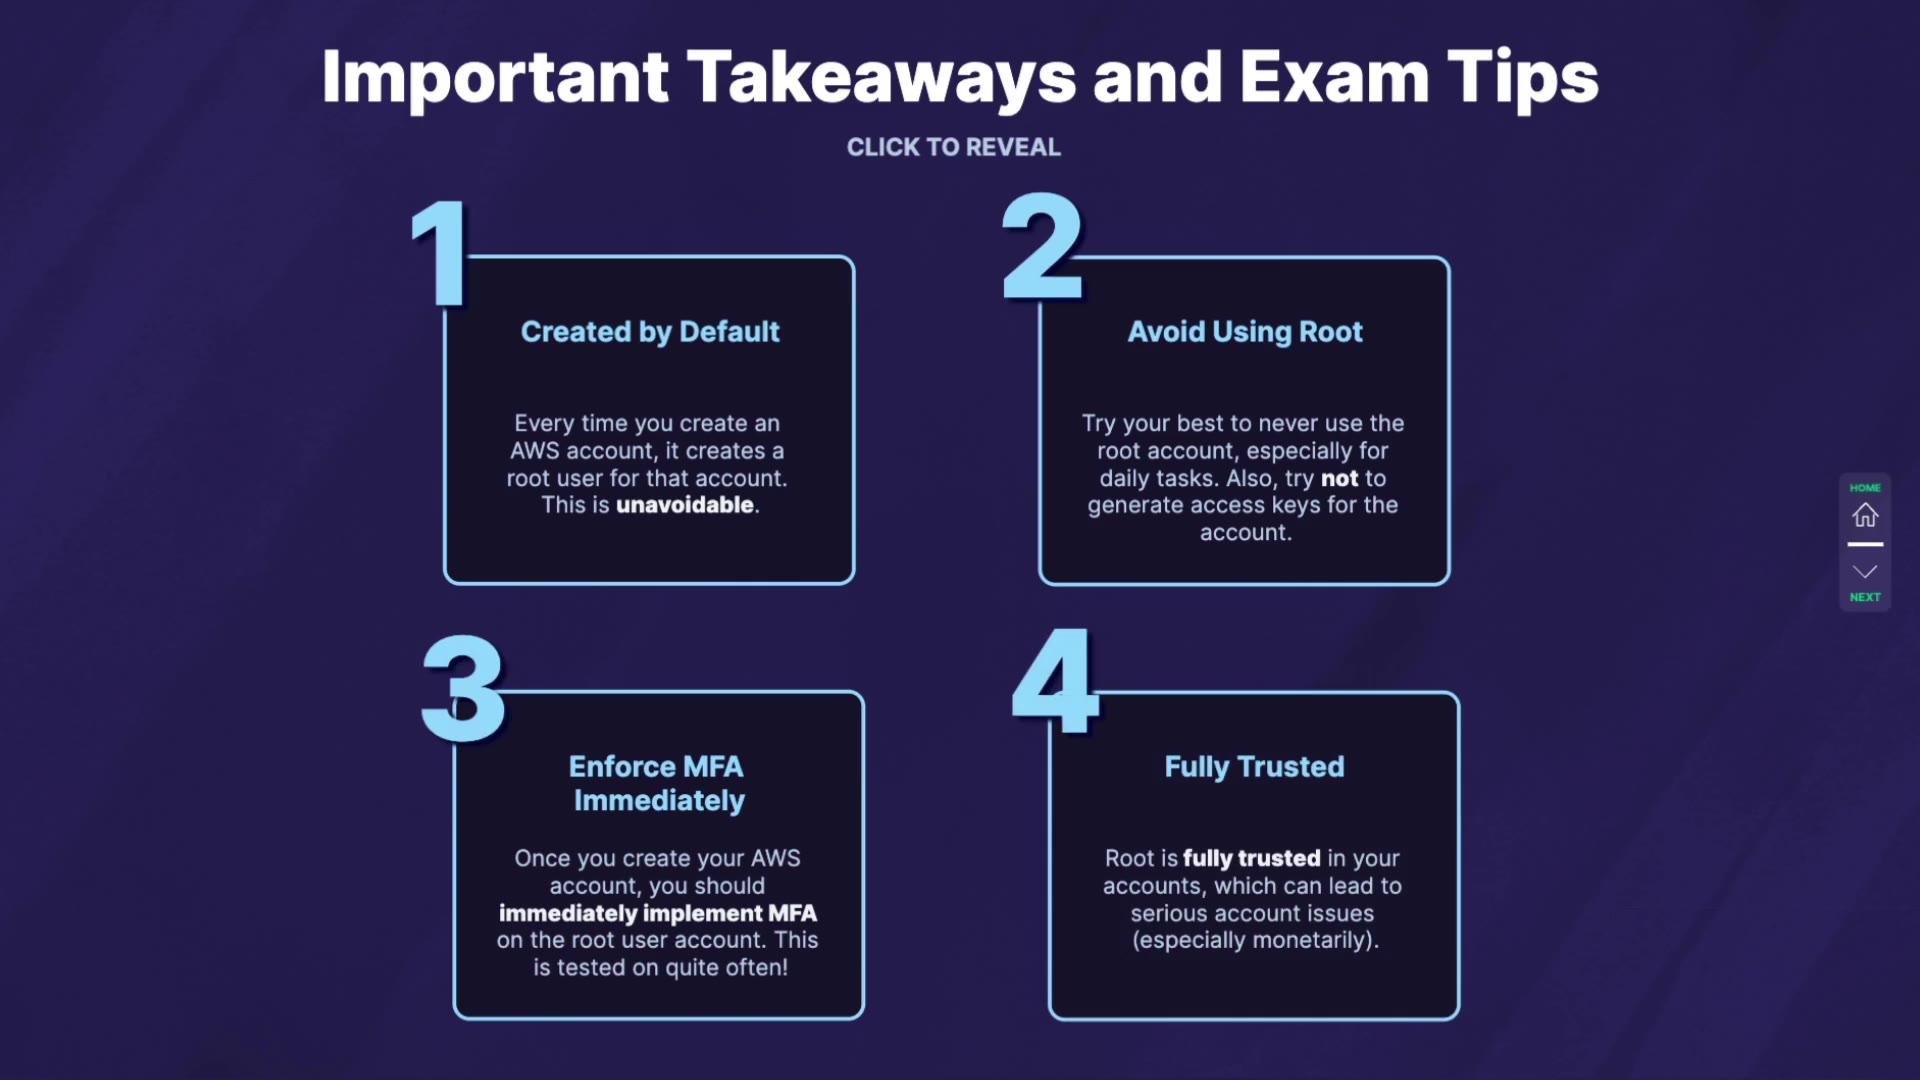 Important Takeaways and Exam Tips
CLICK TO REVEAL
1
Created by Default
Every time you create an
AWS account, it creates a
root user for that account.
This is unavoidable.
2
Avoid Using Root
Try your best to never use the
root account, especially for
daily tasks. Also, try not to
generate access keys for the
account.
3
Enforce MFA
Immediately
Once you create your AWS
account, you should
immediately implement MFA
on the root user account. This
is tested on quite often!
4
Fully Trusted
Root is fully trusted in your
accounts, which can lead to
serious account issues
(especially monetarily).
HOME
NEXT